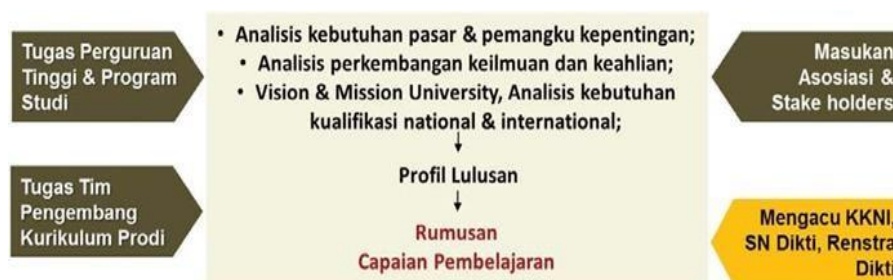 Tugas Perguruan
Tinggi & Program
Studi
• Analisis kebutuhan pasar & pemangku kepentingan;
• Analisis perkembangan keilmuan dan keahlian;
• Vision & Mission University, Analisis kebutuhan
kualifikasi national & international;
Masukan
Asosiasi &
Stake holders
Tugas Tim
Pengembang
Kurikulum Prodi
Profil Lulusan
Rumusan
Capaian Pembelajaran
Mengacu KKNI,
SN Dikti, Renstra
Dikti